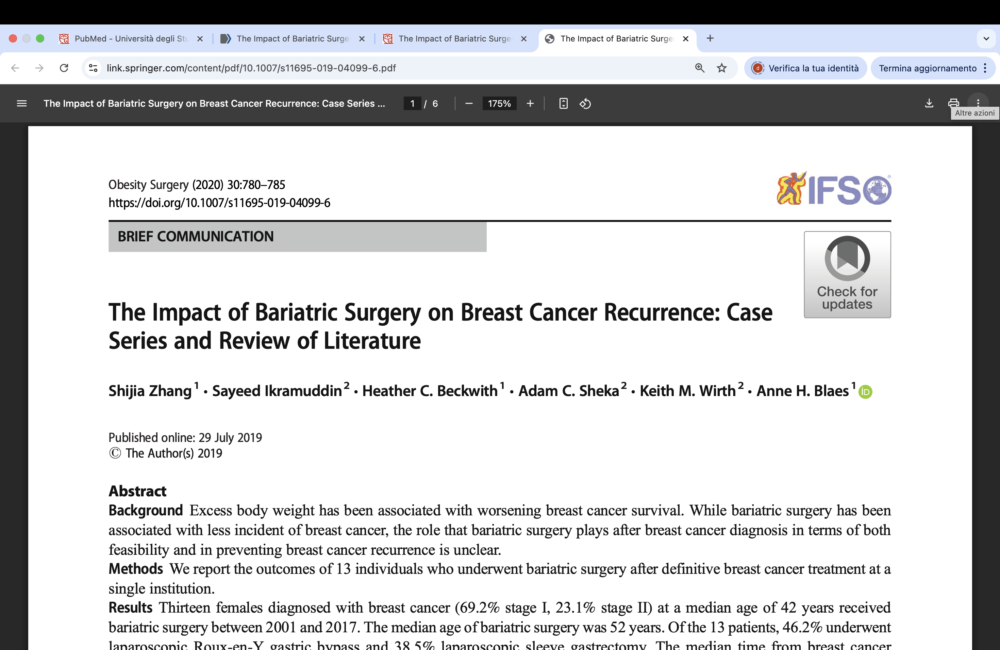 PubMed - Università degli Stu
The Impact of Bariatric Surge
The Impact of Bariatric Surge
The Impact of Bariatric Surge
link.springer.com/content/pdf/10.1007/s11695-019-04099-6.pdf
d
Verifica la tua identità
Termina aggiornamento
The Impact of Bariatric Surgery on Breast Cancer Recurrence: Case Series ...
1 / 6
175%
Altre azioni
Obesity Surgery (2020) 30:780–785
https://doi.org/10.1007/s11695-019-04099-6
IFSO®
BRIEF COMMUNICATION
Check for
updates
The Impact of Bariatric Surgery on Breast Cancer Recurrence: Case
Series and Review of Literature
Shijia Zhang1 • Sayeed Ikramuddin2 • Heather C. Beckwith1 • Adam C. Sheka2 • Keith M. Wirth2 • Anne H. Blaes1 iD
Published online: 29 July 2019
© The Author(s) 2019
Abstract
Background Excess body weight has been associated with worsening breast cancer survival. While bariatric surgery has been
associated with less incident of breast cancer, the role that bariatric surgery plays after breast cancer diagnosis in terms of both
feasibility and in preventing breast cancer recurrence is unclear.
Methods We report the outcomes of 13 individuals who underwent bariatric surgery after definitive breast cancer treatment at a
single institution.
Results Thirteen females diagnosed with breast cancer (69.2% stage I, 23.1% stage II) at a median age of 42 years received
bariatric surgery between 2001 and 2017. The median age of bariatric surgery was 52 years. Of the 13 patients, 46.2% underwent
laparoscopic Roux-en-Y gastric bypass and 38.5% laparoscopic sleeve gastrectomy. The median time from breast cancer